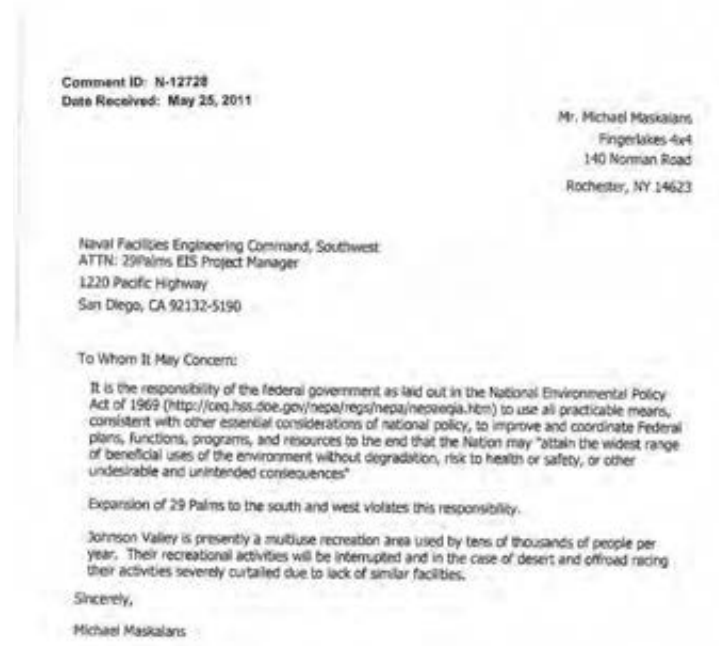 Comment ID: N-12728
Date Received: May 25, 2011
Mr. Michael Maskalans
Fingerlakes 4x4
140 Norman Road
Rochester, NY 14623
Naval Facilities Engineering Command, Southwest
ATTN: 29Palms EIS Project Manager
1220 Pacific Highway
San Diego, CA 92132-5190
To Whom It May Concern:
It is the responsibility of the federal government as laid out in the National Environmental Policy
Act of 1969 (http://ceq.hss.doe.gov/nepa/regs/nepa/nepaeqia.htm) to use all practicable means,
consistent with other essential considerations of national policy, to improve and coordinate Federal
plans, functions, programs, and resources to the end that the Nation may "attain the widest range
of beneficial uses of the environment without degradation, risk to health or safety, or other
undesirable and unintended consequences"
Expansion of 29 Palms to the south and west violates this responsibility.
Johnson Valley is presently a multiuse recreation area used by tens of thousands of people per
year. Their recreational activities will be interrupted and in the case of desert and offroad racing
their activities severely curtailed due to lack of similar facilities.
Sincerely,
Michael Maskalans